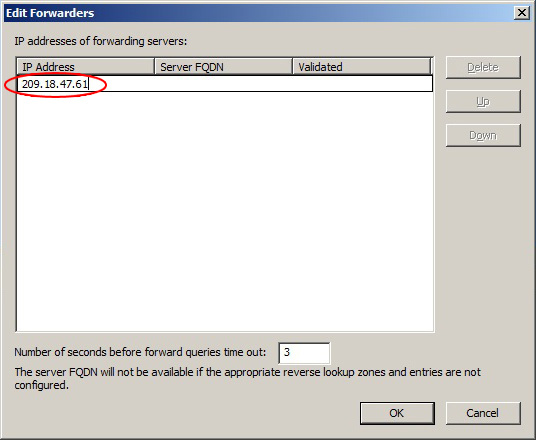 Edit Forwarders
IP addresses of forwarding servers:
IP Address Server FQDN Validated
209.18.47.61
Delete
Up
Down
Number of seconds before forward queries time out: 3
The server FQDN will not be available if the appropriate reverse lookup zones and entries are not
configured.
OK Cancel